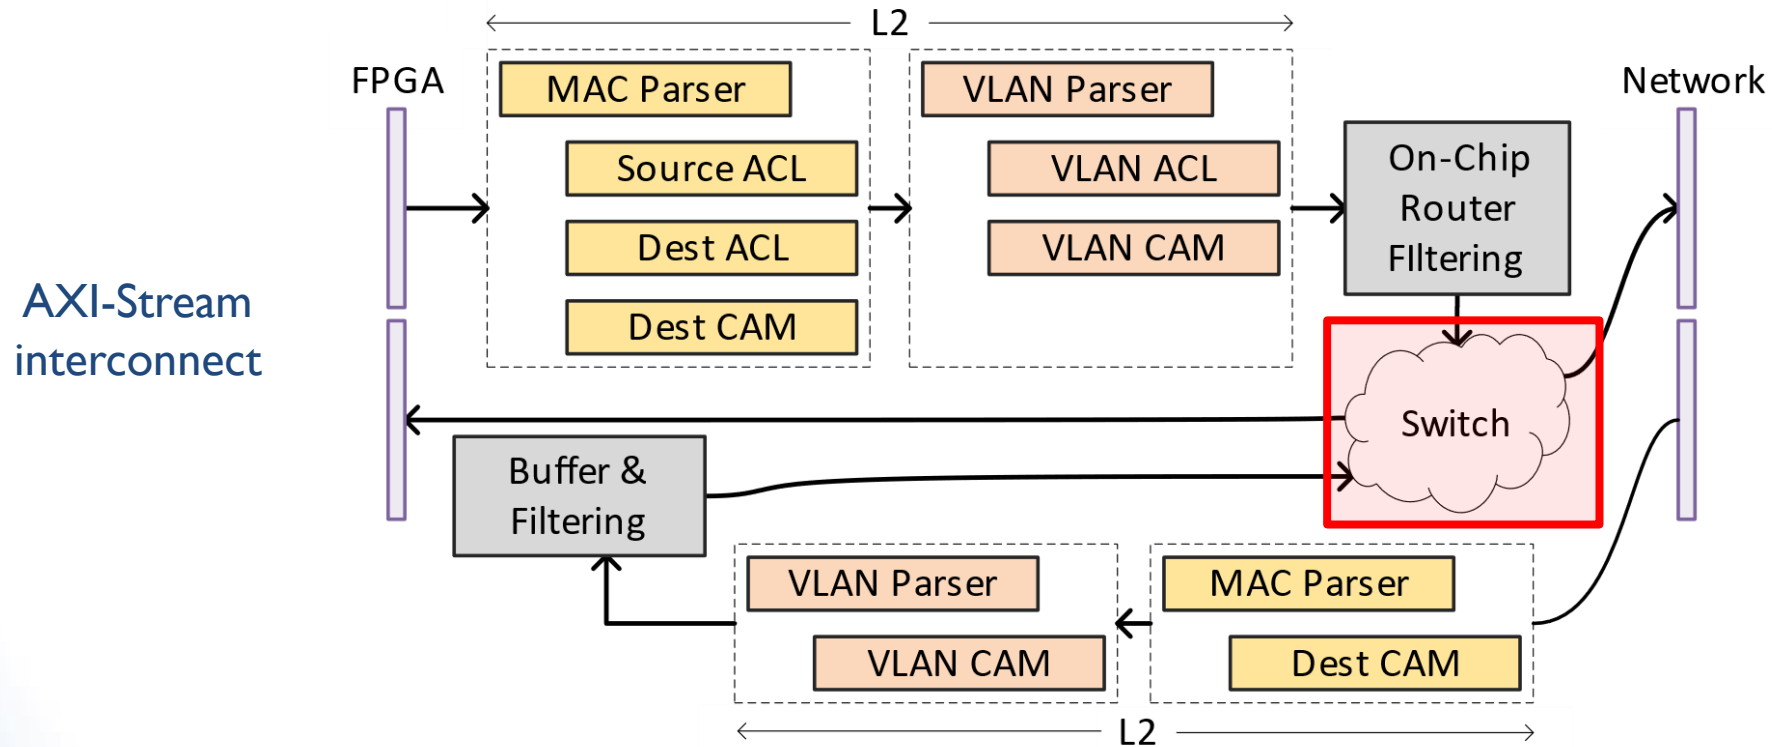 L2
FPGA
Network
MAC Parser
Source ACL
Dest ACL
Dest CAM
VLAN Parser
VLAN ACL
VLAN CAM
On-Chip
Router
FIltering
AXI-Stream
interconnect
Switch
Buffer &
Filtering
VLAN Parser
VLAN CAM
MAC Parser
Dest CAM
L2